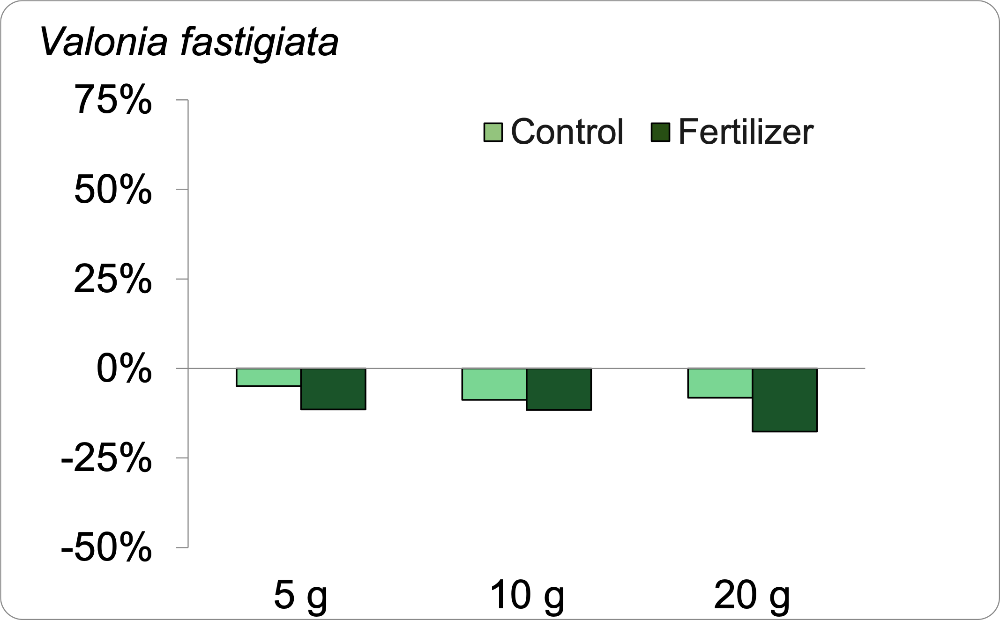 Valonia fastigiata
75%
Control Fertilizer
50%
25%
0%
-25%
-50%
5 g 10 g 20 g